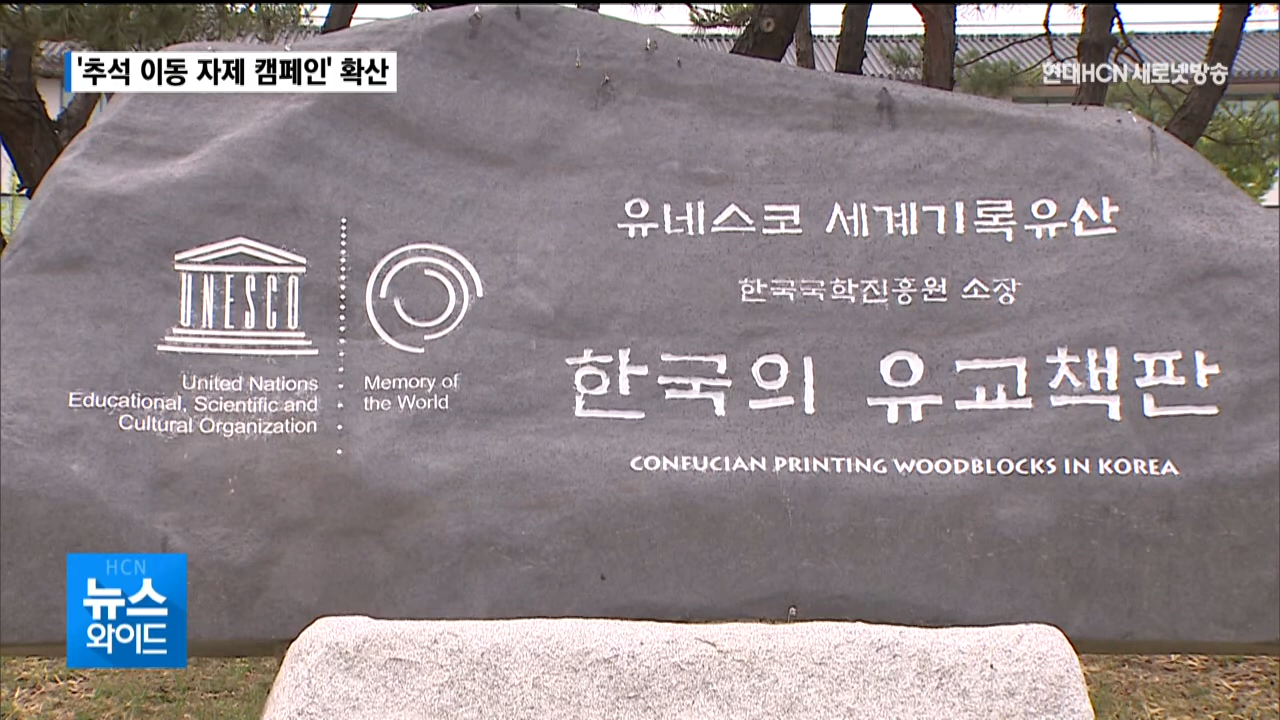 '추석 이동 자제 캠페인' 확산
현대HCN 새로넷방송
유네스코 세계기록유산
한국국학진흥원 소장
한국의 유교책판
CONFUCIAN PRINTING WOODBLOCKS IN KOREA
UNESCO
United Nations
Educational, Scientific and
Cultural Organization
Memory of
the World
HCN
뉴스
와이드